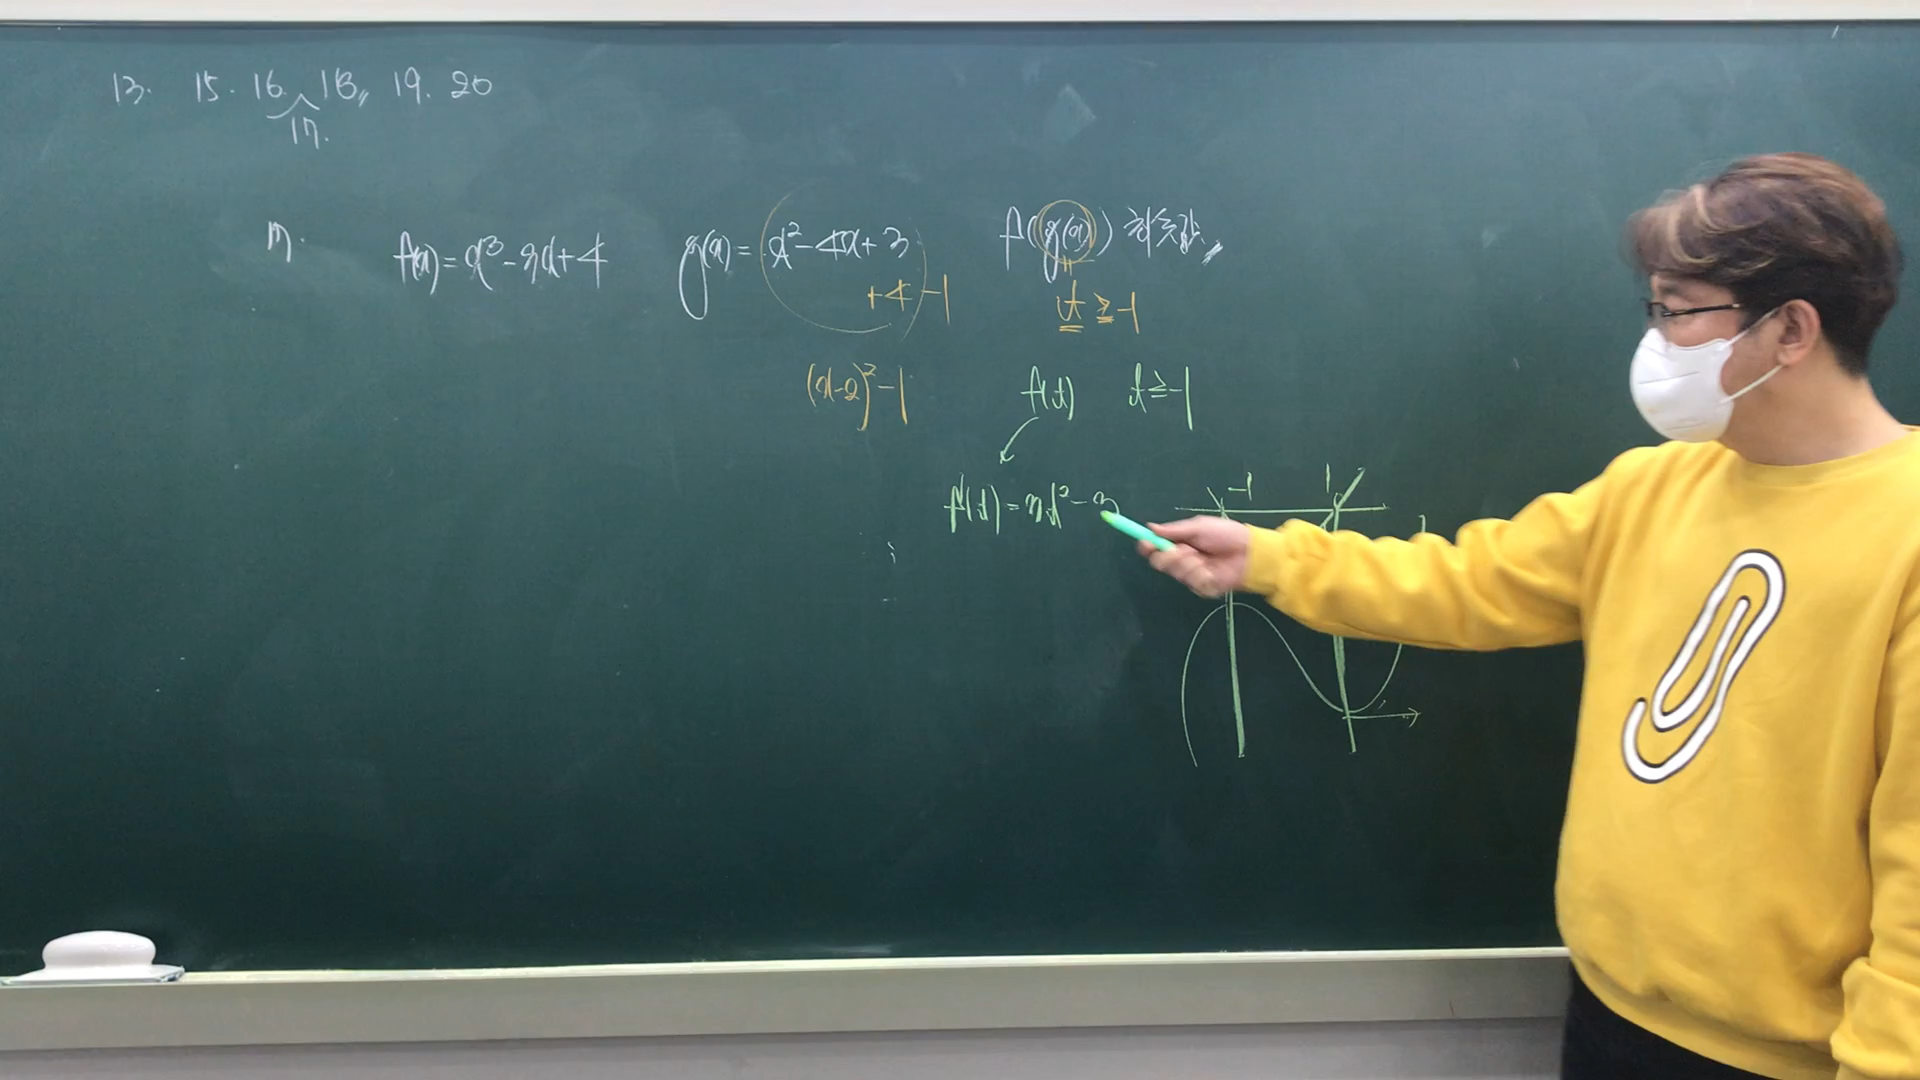 13. 15. 16. 18, 19. 20
17.
17. f(x) = x³ - 3x + 4 g(x) = x² - 4x + 3 f(g(x)) 최솟값
+4 -1 t ≥ -1
(x-2)² - 1 f(t) t ≥ -1
f'(t) = 3t² - 3 -1 1